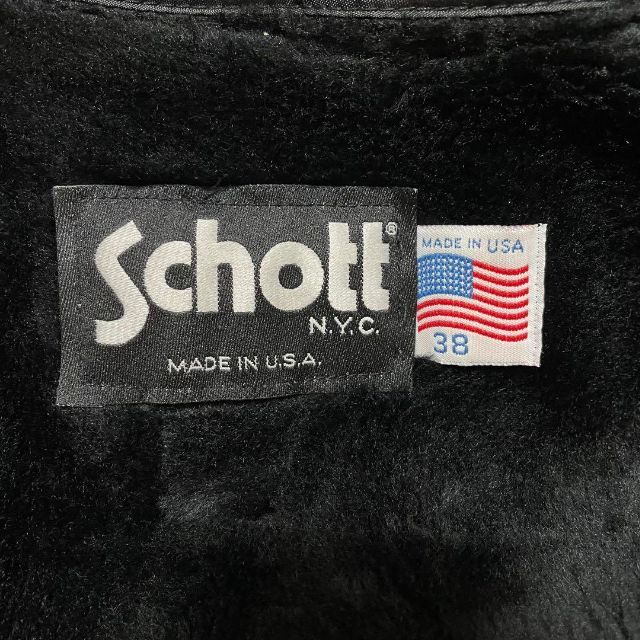 Schott®
N.Y.C.
MADE IN U.S.A.
MADE IN USA
38